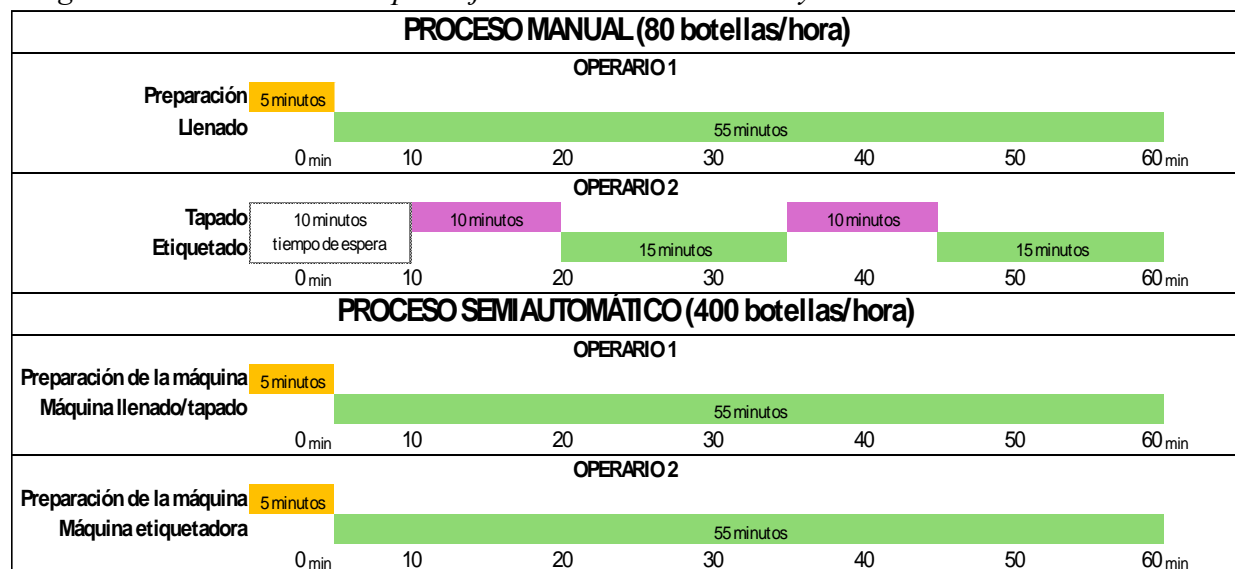 PROCESO MANUAL (80 botellas/hora)
OPERARIO 1
Preparación 5 minutos
Llenado 55 minutos
0 min 10 20 30 40 50 60 min
OPERARIO 2
Tapado 10 minutos 10 minutos 10 minutos
tiempo de espera
Etiquetado 15 minutos 15 minutos
0 min 10 20 30 40 50 60 min
PROCESO SEMIAUTOMÁTICO (400 botellas/hora)
OPERARIO 1
Preparación de la máquina 5 minutos
Máquina llenado/tapado 55 minutos
0 min 10 20 30 40 50 60 min
OPERARIO 2
Preparación de la máquina 5 minutos
Máquina etiquetadora 55 minutos
0 min 10 20 30 40 50 60 min